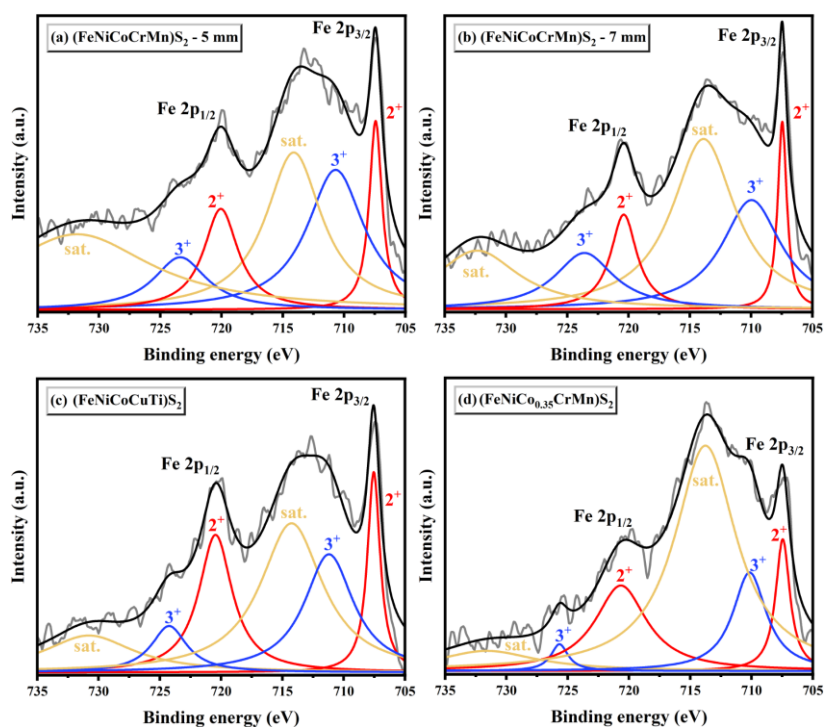 (a) (FeNiCoCrMn)S₂ - 5 mm
Fe 2p₃/₂
2⁺
Fe 2p₁/₂
sat.
3⁺
2⁺
3⁺
sat.
Intensity (a.u.)
735 730 725 720 715 710 705
Binding energy (eV)
(b) (FeNiCoCrMn)S₂ - 7 mm
Fe 2p₃/₂
2⁺
Fe 2p₁/₂
sat.
3⁺
2⁺
3⁺
sat.
Intensity (a.u.)
735 730 725 720 715 710 705
Binding energy (eV)
(c) (FeNiCoCuTi)S₂
Fe 2p₃/₂
Fe 2p₁/₂
2⁺
2⁺
sat.
3⁺
3⁺
sat.
Intensity (a.u.)
735 730 725 720 715 710 705
Binding energy (eV)
(d) (FeNiCo₀.₃₅CrMn)S₂
Fe 2p₃/₂
sat.
Fe 2p₁/₂
2⁺
2⁺
3⁺
3⁺
sat.
Intensity (a.u.)
735 730 725 720 715 710 705
Binding energy (eV)